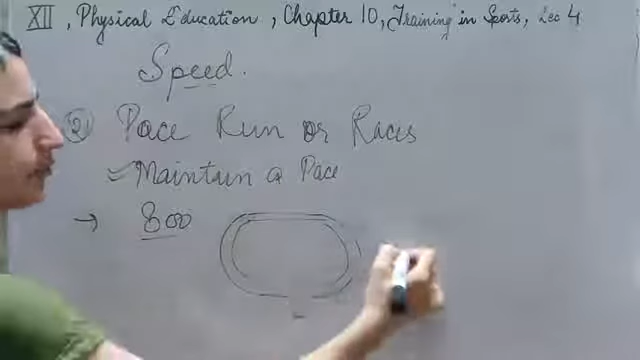 XII, Physical Education, Chapter 10, Training in Sports, Lec 4
Speed.
② Pace Run or Races
✓ Maintain a Pace
→ 800